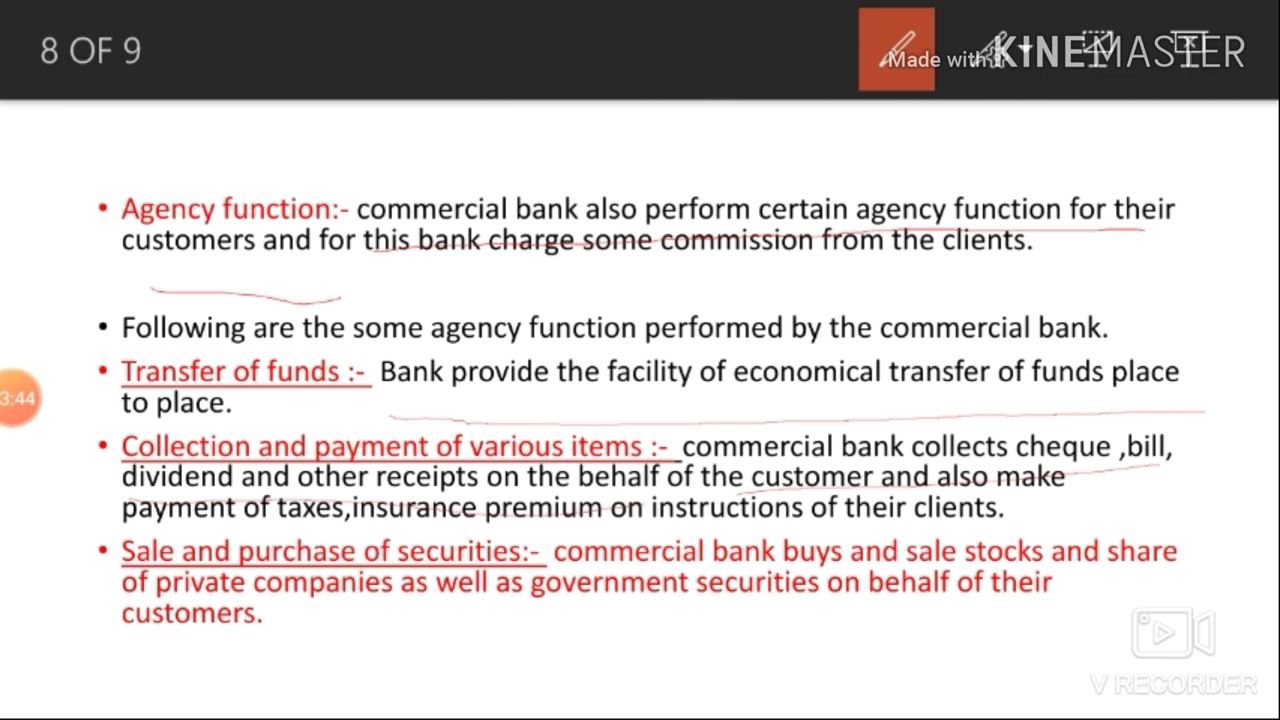 8 OF 9
Made with KINEMASTER
• Agency function:- commercial bank also perform certain agency function for their
customers and for this bank charge some commission from the clients.
• Following are the some agency function performed by the commercial bank.
• Transfer of funds :- Bank provide the facility of economical transfer of funds place
to place.
3:44
• Collection and payment of various items :- commercial bank collects cheque ,bill,
dividend and other receipts on the behalf of the customer and also make
payment of taxes,insurance premium on instructions of their clients.
• Sale and purchase of securities:- commercial bank buys and sale stocks and share
of private companies as well as government securities on behalf of their
customers.
V RECORDER